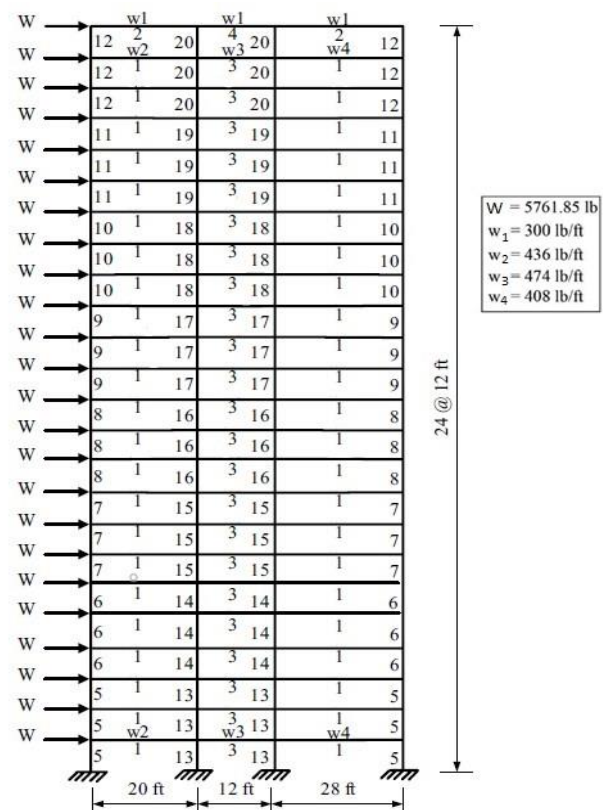 W w1 w1 w1
12 2 20 4 20 2 12
W w2 w3 w4
12 1 20 3 20 1 12
W
12 1 20 3 20 1 12
W
11 1 19 3 19 1 11
W
11 1 19 3 19 1 11
W
11 1 19 3 19 1 11
W
10 1 18 3 18 1 10
W
10 1 18 3 18 1 10
W
10 1 18 3 18 1 10
W
9 1 17 3 17 1 9
W
9 1 17 3 17 1 9
W
9 1 17 3 17 1 9
W
8 1 16 3 16 1 8
W
8 1 16 3 16 1 8
W
8 1 16 3 16 1 8
W
7 1 15 3 15 1 7
W
7 1 15 3 15 1 7
W
7 1 15 3 15 1 7
W
6 1 14 3 14 1 6
W
6 1 14 3 14 1 6
W
6 1 14 3 14 1 6
W
5 1 13 3 13 1 5
W
5 1 13 3 13 1 5
W w2 w3 w4
5 1 13 3 13 1 5
20 ft 12 ft 28 ft
24 @ 12 ft
W = 5761.85 lb
w1 = 300 lb/ft
w2 = 436 lb/ft
w3 = 474 lb/ft
w4 = 408 lb/ft